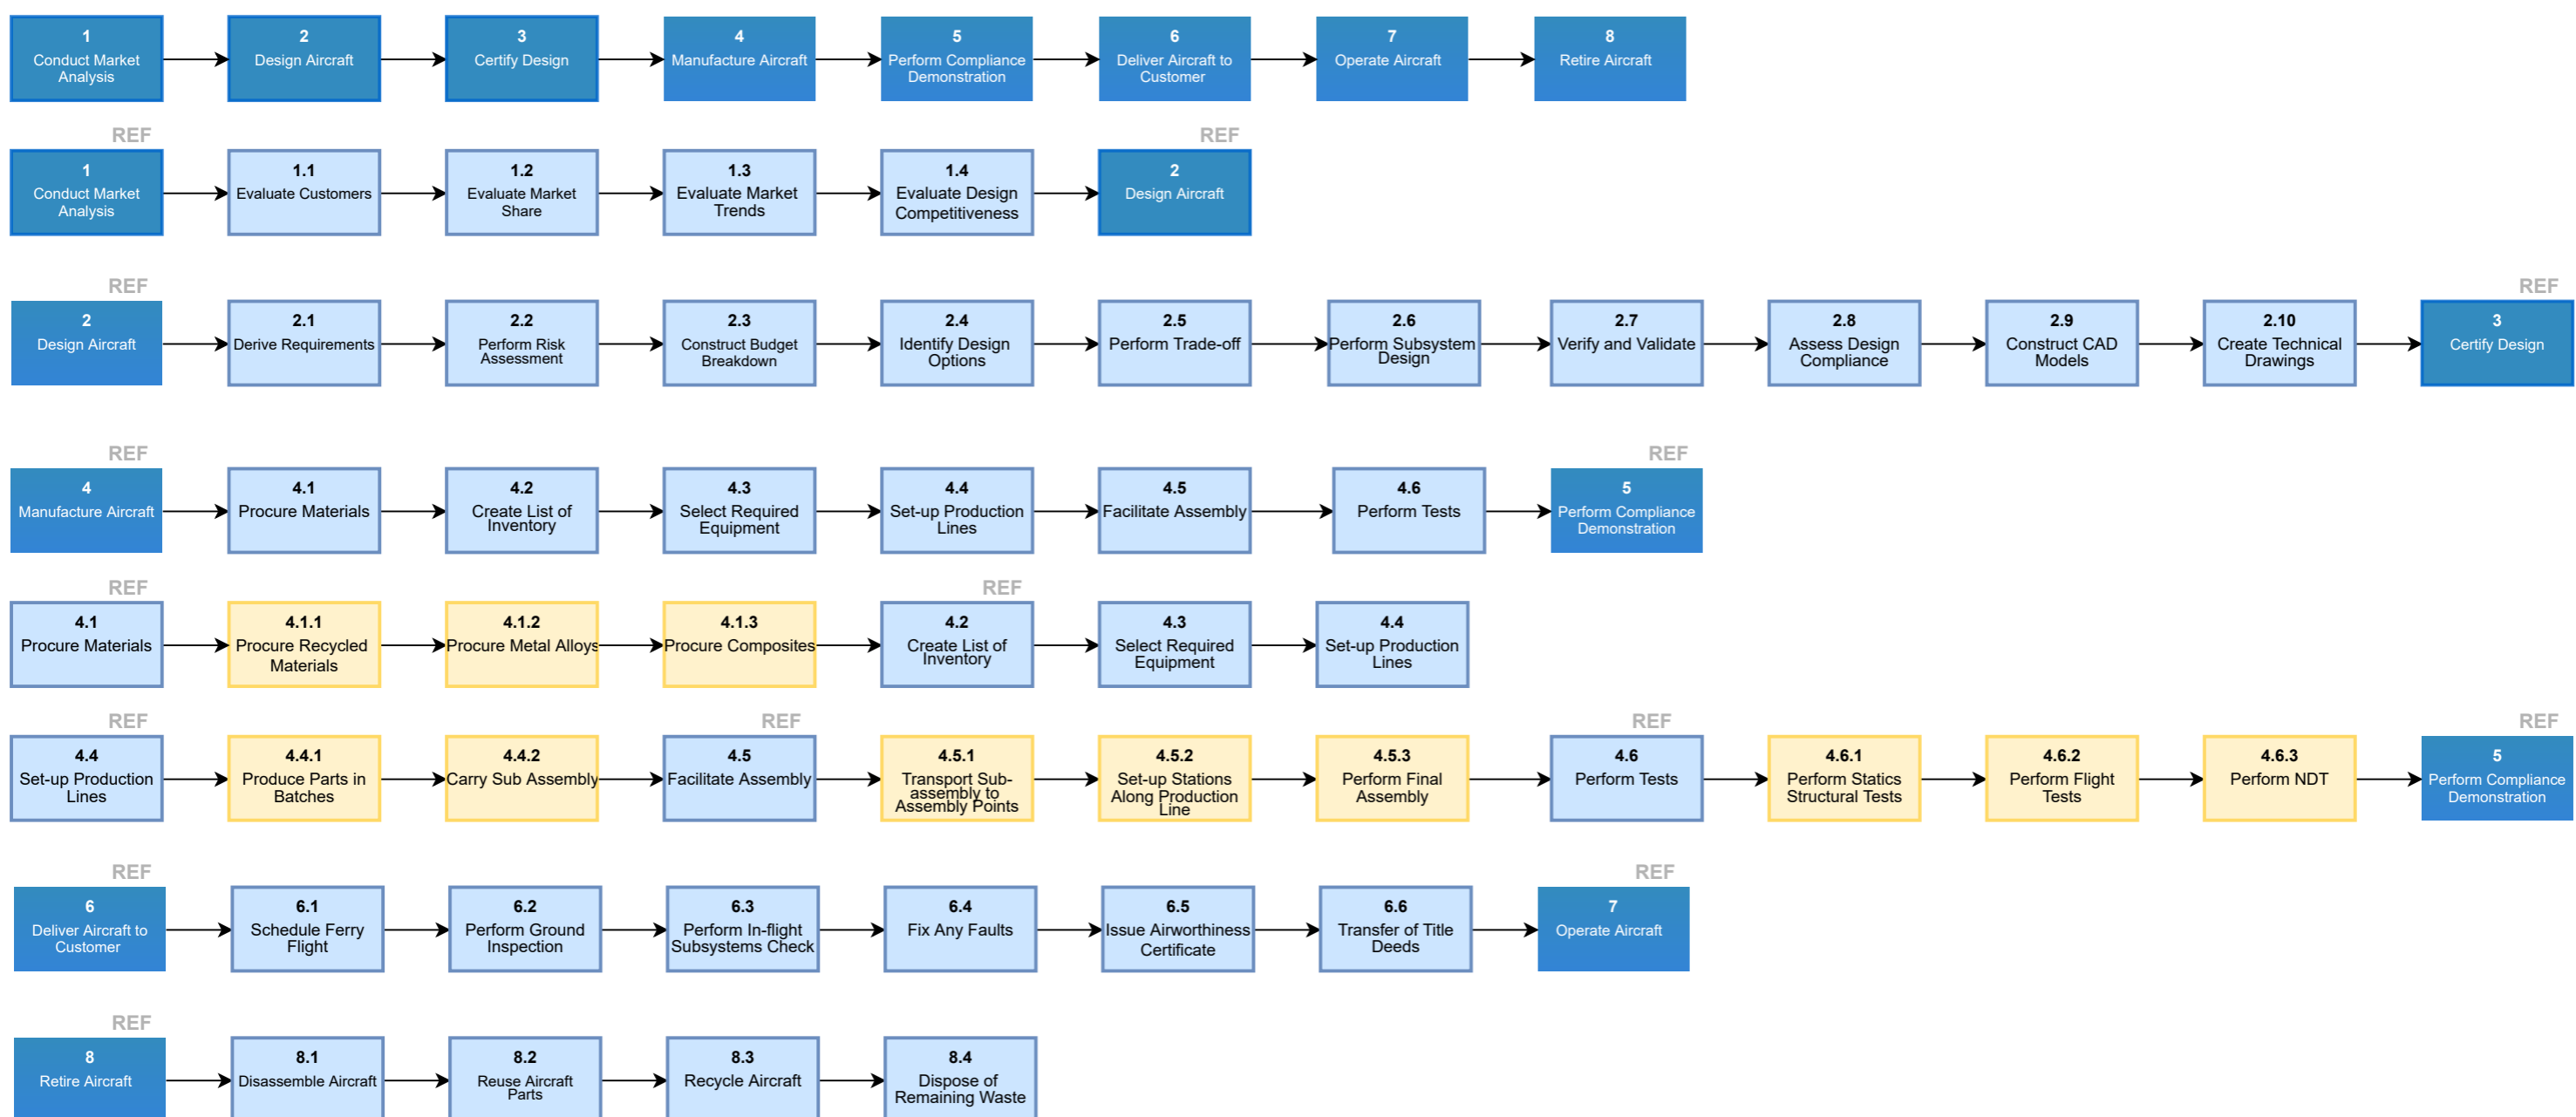 1
Conduct Market
Analysis
2
Design Aircraft
3
Certify Design
4
Manufacture Aircraft
5
Perform Compliance
Demonstration
6
Deliver Aircraft to
Customer
7
Operate Aircraft
8
Retire Aircraft
REF
REF
1
Conduct Market
Analysis
1.1
Evaluate Customers
1.2
Evaluate Market
Share
1.3
Evaluate Market
Trends
1.4
Evaluate Design
Competitiveness
2
Design Aircraft
REF
REF
2
Design Aircraft
2.1
Derive Requirements
2.2
Perform Risk
Assessment
2.3
Construct Budget
Breakdown
2.4
Identify Design
Options
2.5
Perform Trade-off
2.6
Perform Subsystem
Design
2.7
Verify and Validate
2.8
Assess Design
Compliance
2.9
Construct CAD
Models
2.10
Create Technical
Drawings
3
Certify Design
REF
REF
4
Manufacture Aircraft
4.1
Procure Materials
4.2
Create List of
Inventory
4.3
Select Required
Equipment
4.4
Set-up Production
Lines
4.5
Facilitate Assembly
4.6
Perform Tests
5
Perform Compliance
Demonstration
REF
REF
4.1
Procure Materials
4.1.1
Procure Recycled
Materials
4.1.2
Procure Metal Alloys
4.1.3
Procure Composites
4.2
Create List of
Inventory
4.3
Select Required
Equipment
4.4
Set-up Production
Lines
REF
REF
REF
REF
4.4
Set-up Production
Lines
4.4.1
Produce Parts in
Batches
4.4.2
Carry Sub Assembly
4.5
Facilitate Assembly
4.5.1
Transport Sub-
assembly to
Assembly Points
4.5.2
Set-up Stations
Along Production
Line
4.5.3
Perform Final
Assembly
4.6
Perform Tests
4.6.1
Perform Statics
Structural Tests
4.6.2
Perform Flight
Tests
4.6.3
Perform NDT
5
Perform Compliance
Demonstration
REF
REF
6
Deliver Aircraft to
Customer
6.1
Schedule Ferry
Flight
6.2
Perform Ground
Inspection
6.3
Perform In-flight
Subsystems Check
6.4
Fix Any Faults
6.5
Issue Airworthiness
Certificate
6.6
Transfer of Title
Deeds
7
Operate Aircraft
REF
8
Retire Aircraft
8.1
Disassemble Aircraft
8.2
Reuse Aircraft
Parts
8.3
Recycle Aircraft
8.4
Dispose of
Remaining Waste